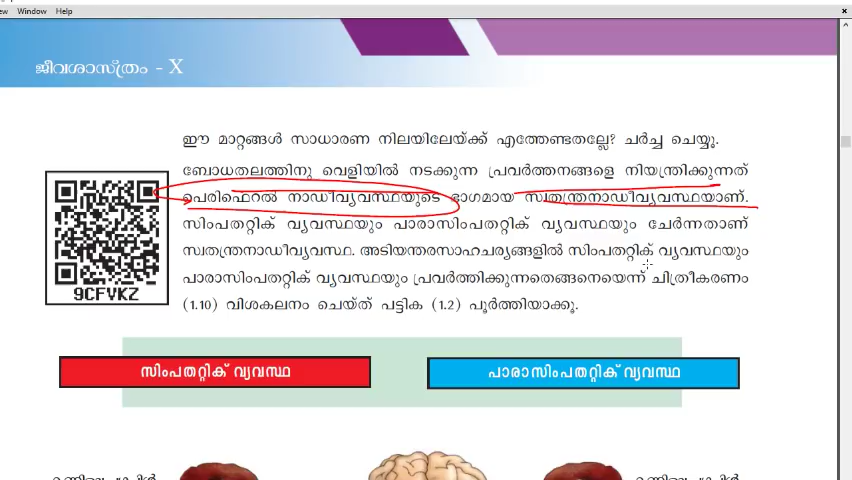 Window Help
ജീവശാസ്ത്രം - X
ഈ മാറ്റങ്ങൾ സാധാരണ നിലയിലേയ്ക്ക് എത്തേണ്ടതല്ലേ? ചർച്ച ചെയ്യൂ.
ബോധതലത്തിനു വെളിയിൽ നടക്കുന്ന പ്രവർത്തനങ്ങളെ നിയന്ത്രിക്കുന്നത്
പെരിഫെറൽ നാഡീവ്യവസ്ഥയുടെ ഭാഗമായ സ്വതന്ത്രനാഡീവ്യവസ്ഥയാണ്.
സിംപതറ്റിക് വ്യവസ്ഥയും പാരാസിംപതറ്റിക് വ്യവസ്ഥയും ചേർന്നതാണ്
സ്വതന്ത്രനാഡീവ്യവസ്ഥ. അടിയന്തരസാഹചര്യങ്ങളിൽ സിംപതറ്റിക് വ്യവസ്ഥയും
പാരാസിംപതറ്റിക് വ്യവസ്ഥയും പ്രവർത്തിക്കുന്നതെങ്ങനെയെന്ന് ചിത്രീകരണം
(1.10) വിശകലനം ചെയ്ത് പട്ടിക (1.2) പൂർത്തിയാക്കൂ.
9CFVKZ
സിംപതറ്റിക് വ്യവസ്ഥ
പാരാസിംപതറ്റിക് വ്യവസ്ഥ